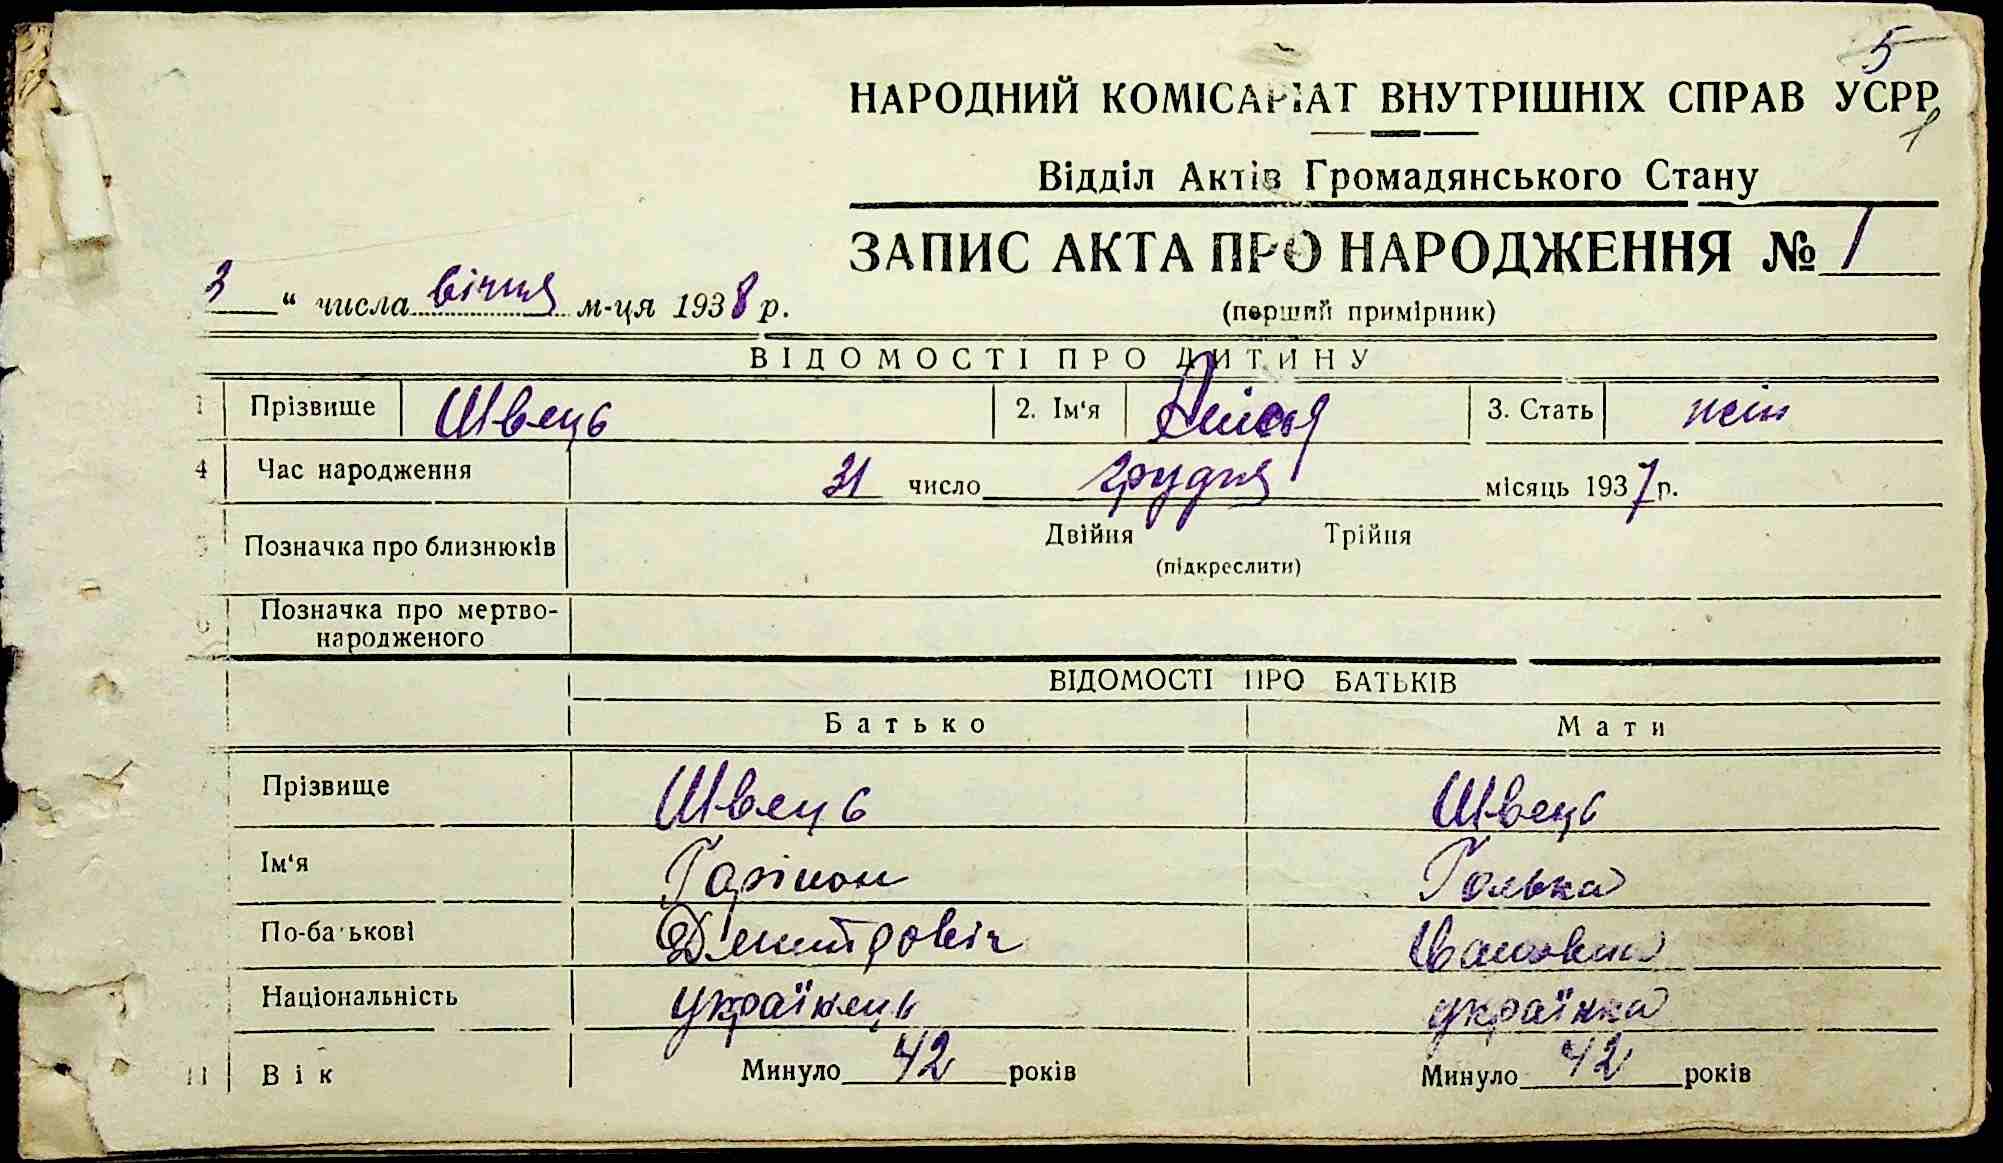 5
НАРОДНИЙ КОМІСАРІАТ ВНУТРІШНІХ СПРАВ УСРР
1
Відділ Актів Громадянського Стану
ЗАПИС АКТА ПРО НАРОДЖЕННЯ № 1
(перший примірник)
3 " числа січня м-ця 1938 р.
ВІДОМОСТІ ПРО ДИТИНУ
1 Прізвище Швець 2. Ім'я 3. Стать жін
4 Час народження 31 число грудня місяць 1937 р.
5 Позначка про близнюків Двійня Трійня
(підкреслити)
6 Позначка про мертво-
народженого
ВІДОМОСТІ ПРО БАТЬКІВ
Батько Мати
Прізвище Швець Швець
Ім'я
По-батькові Дмитровіч Івановна
Національність українець українка
11 Вік Минуло 42 років Минуло 42 років